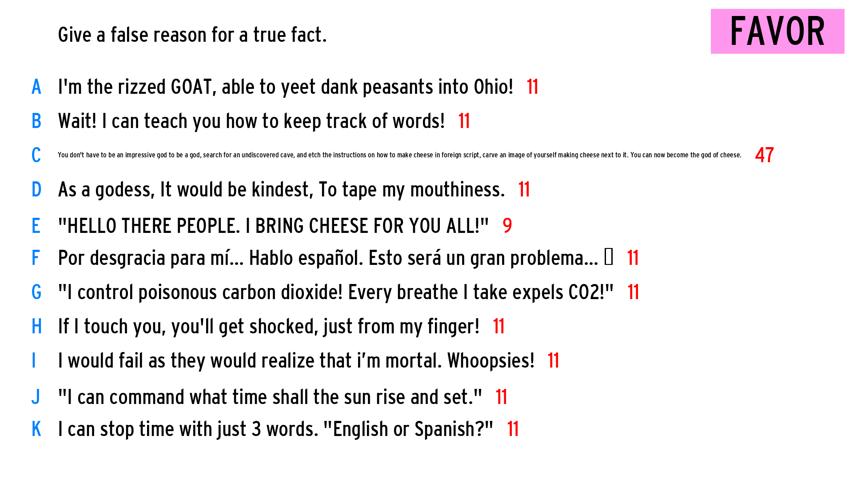 Give a false reason for a true fact.
FAVOR
A I'm the rizzed GOAT, able to yeet dank peasants into Ohio! 11
B Wait! I can teach you how to keep track of words! 11
C You don't have to be an impressive god to be a god, search for an undiscovered cave, and etch the instructions on how to make cheese in foreign script, carve an image of yourself making cheese next to it. You can now become the god of cheese. 47
D As a godess, It would be kindest, To tape my mouthiness. 11
E "HELLO THERE PEOPLE. I BRING CHEESE FOR YOU ALL!" 9
F Por desgracia para mí... Hablo español. Esto será un gran problema... 11
G "I control poisonous carbon dioxide! Every breathe I take expels CO2!" 11
H If I touch you, you'll get shocked, just from my finger! 11
I I would fail as they would realize that i’m mortal. Whoopsies! 11
J "I can command what time shall the sun rise and set." 11
K I can stop time with just 3 words. "English or Spanish?" 11